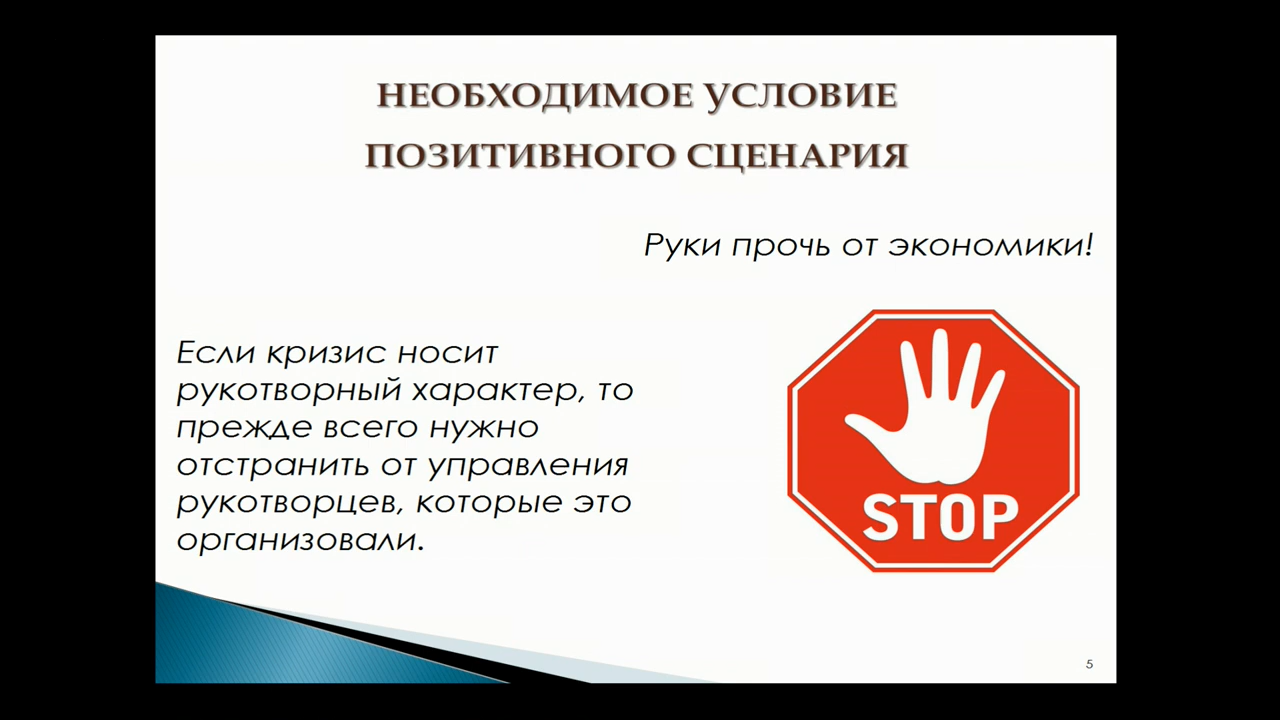 НЕОБХОДИМОЕ УСЛОВИЕ
ПОЗИТИВНОГО СЦЕНАРИЯ
Руки прочь от экономики!
Если кризис носит
рукотворный характер, то
прежде всего нужно
отстранить от управления
рукотворцев, которые это
организовали.
STOP
5